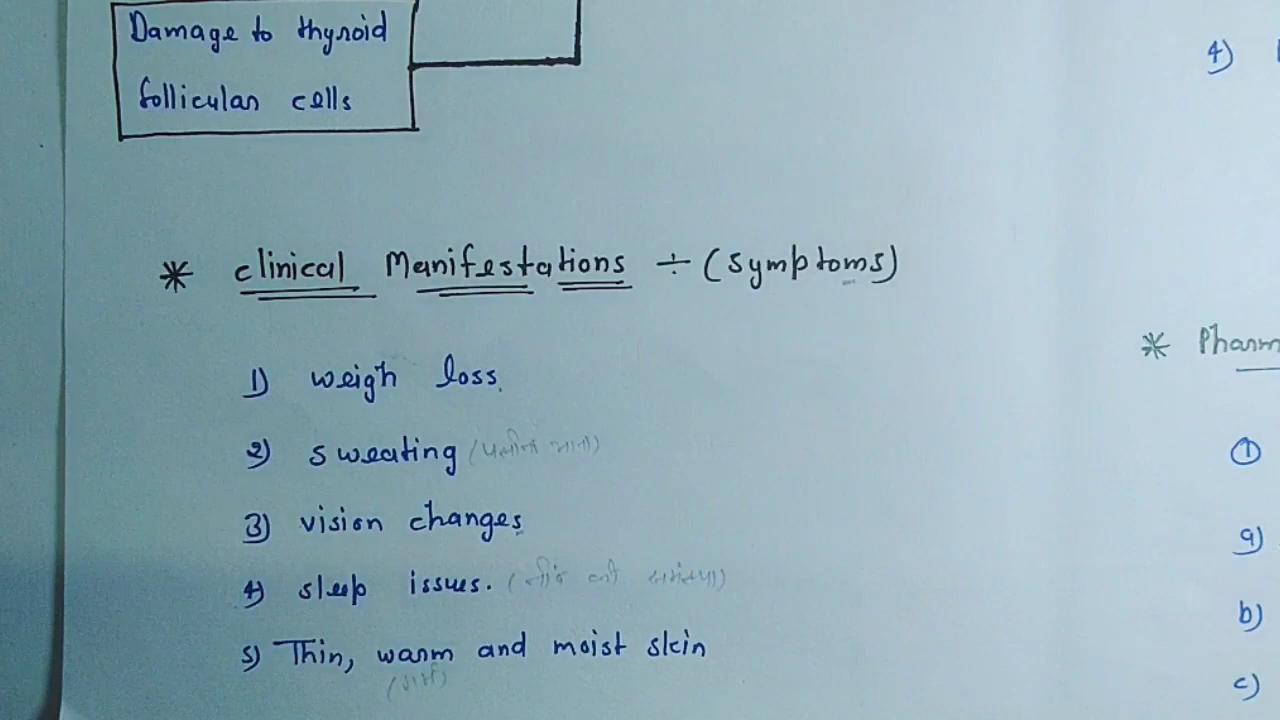 Damage to thyroid
follicular cells
* clinical Manifestations ÷ (symptoms)
1) weigh loss.
2) sweating
3) vision changes
4) sleep issues.
5) Thin, warm and moist skin
4)
* Pharm
①
a)
b)
c)